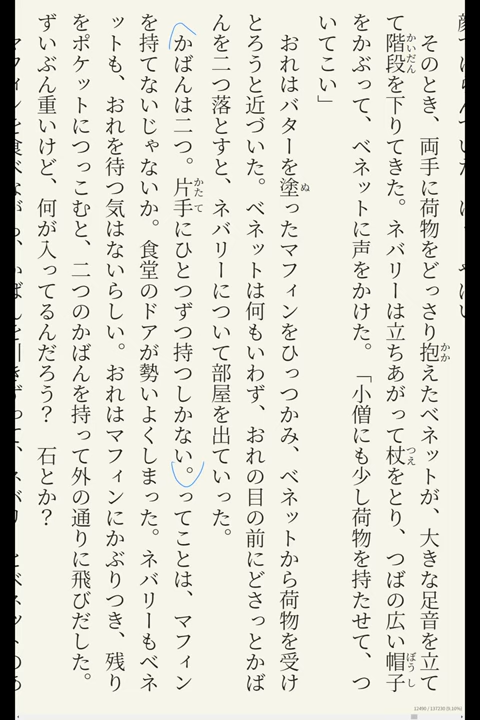 そのとき、両手に荷物をどっさり抱えたベネットが、大きな足音を立て
て階段を下りてきた。ネバリーは立ちあがって杖をとり、つばの広い帽子
をかぶって、ベネットに声をかけた。「小僧にも少し荷物を持たせて、つ
いてこい」
おれはバターを塗ったマフィンをひっつかみ、ベネットから荷物を受け
とろうと近づいた。ベネットは何もいわず、おれの目の前にどさっとかば
んを二つ落とすと、ネバリーについて部屋を出ていった。
かばんは二つ。片手にひとつずつ持つしかない。ってことは、マフィン
を持てないじゃないか。食堂のドアが勢いよくしまった。ネバリーもベネ
ットも、おれを待つ気はないらしい。おれはマフィンにかぶりつき、残り
をポケットにつっこむと、二つのかばんを持って外の通りに飛びだした。
ずいぶん重いけど、何が入ってるんだろう？　石とか？